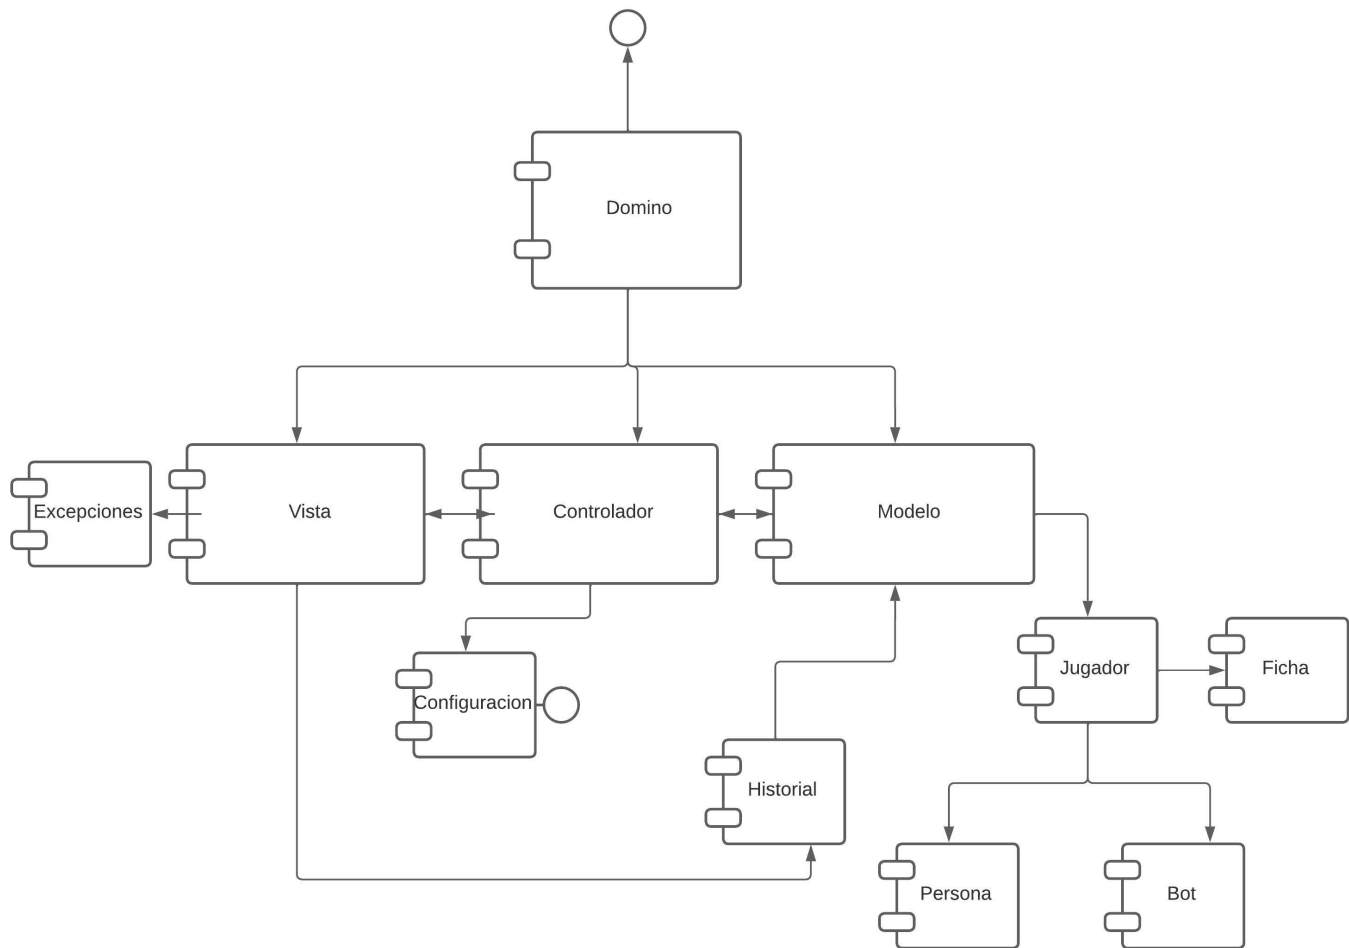 Domino
Excepciones
Vista
Controlador
Modelo
Jugador
Ficha
Configuracion
Historial
Persona
Bot